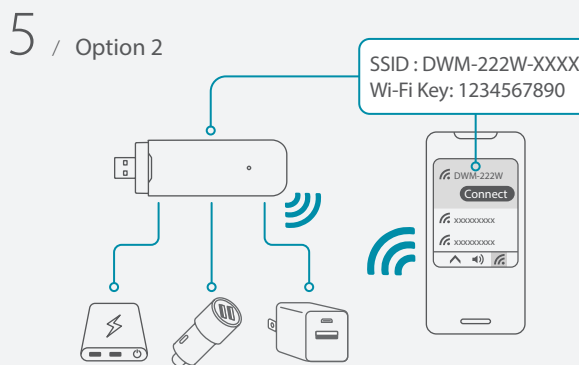 5 / Option 2
SSID : DWM-222W-XXXX
Wi-Fi Key: 1234567890
DWM-222W
Connect
xxxxxxxxx
xxxxxxxxx